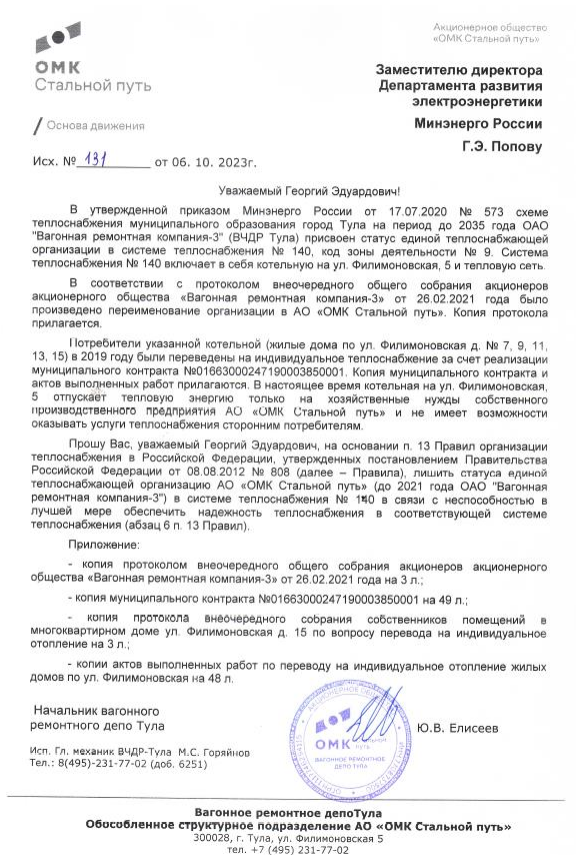 Акционерное общество
«ОМК Стальной путь»
ОМК
Стальной путь
/ Основа движения
Заместителю директора
Департамента развития
электроэнергетики
Минэнерго России
Г.Э. Попову
Исх. № 131 от 06. 10. 2023г.
Уважаемый Георгий Эдуардович!
В утвержденной приказом Минэнерго России от 17.07.2020 № 573 схеме
теплоснабжения муниципального образования город Тула на период до 2035 года ОАО
"Вагонная ремонтная компания-3" (ВЧДР Тула) присвоен статус единой теплоснабжающей
организации в системе теплоснабжения № 140, код зоны деятельности № 9. Система
теплоснабжения № 140 включает в себя котельную на ул. Филимоновская, 5 и тепловую сеть.
В соответствии с протоколом внеочередного общего собрания акционеров
акционерного общества «Вагонная ремонтная компания-3» от 26.02.2021 года было
произведено переименование организации в АО «ОМК Стальной путь». Копия протокола
прилагается.
Потребители указанной котельной (жилые дома по ул. Филимоновская д. № 7, 9, 11,
13, 15) в 2019 году были переведены на индивидуальное теплоснабжение за счет реализации
муниципального контракта №01663000247190003850001. Копия муниципального контракта и
актов выполненных работ прилагаются. В настоящее время котельная на ул. Филимоновская,
5 отпускает тепловую энергию только на хозяйственные нужды собственного
производственного предприятия АО «ОМК Стальной путь» и не имеет возможности
оказывать услуги теплоснабжения сторонним потребителям.
Прошу Вас, уважаемый Георгий Эдуардович, на основании п. 13 Правил организации
теплоснабжения в Российской Федерации, утвержденных постановлением Правительства
Российской Федерации от 08.08.2012 № 808 (далее – Правила), лишить статуса единой
теплоснабжающей организацию АО «ОМК Стальной путь» (до 2021 года ОАО "Вагонная
ремонтная компания-3") в системе теплоснабжения № 140 в связи с неспособностью в
лучшей мере обеспечить надежность теплоснабжения в соответствующей системе
теплоснабжения (абзац 6 п. 13 Правил).
Приложение:
- копия протоколом внеочередного общего собрания акционеров акционерного
общества «Вагонная ремонтная компания-3» от 26.02.2021 года на 3 л.;
- копия муниципального контракта №01663000247190003850001 на 49 л.;
- копия протокола внеочередного собрания собственников помещений в
многоквартирном доме ул. Филимоновская д. 15 по вопросу перевода на индивидуальное
отопление на 3 л.;
- копии актов выполненных работ по переводу на индивидуальное отопление жилых
домов по ул. Филимоновская на 48 л.
Начальник вагонного
ремонтного депо Тула
Ю.В. Елисеев
АКЦИОНЕРНОЕ ОБЩЕСТВО
ОМК
СТАЛЬНОЙ
ПУТЬ
ВАГОННОЕ РЕМОНТНОЕ
ДЕПО ТУЛА
Исп. Гл. механик ВЧДР-Тула М.С. Горяйнов
Тел.: 8(495)-231-77-02 (доб. 6251)
Вагонное ремонтное депоТула
Обособленное структурное подразделение АО «ОМК Стальной путь»
300028, г. Тула, ул. Филимоновская 5
тел. +7 (495) 231-77-02